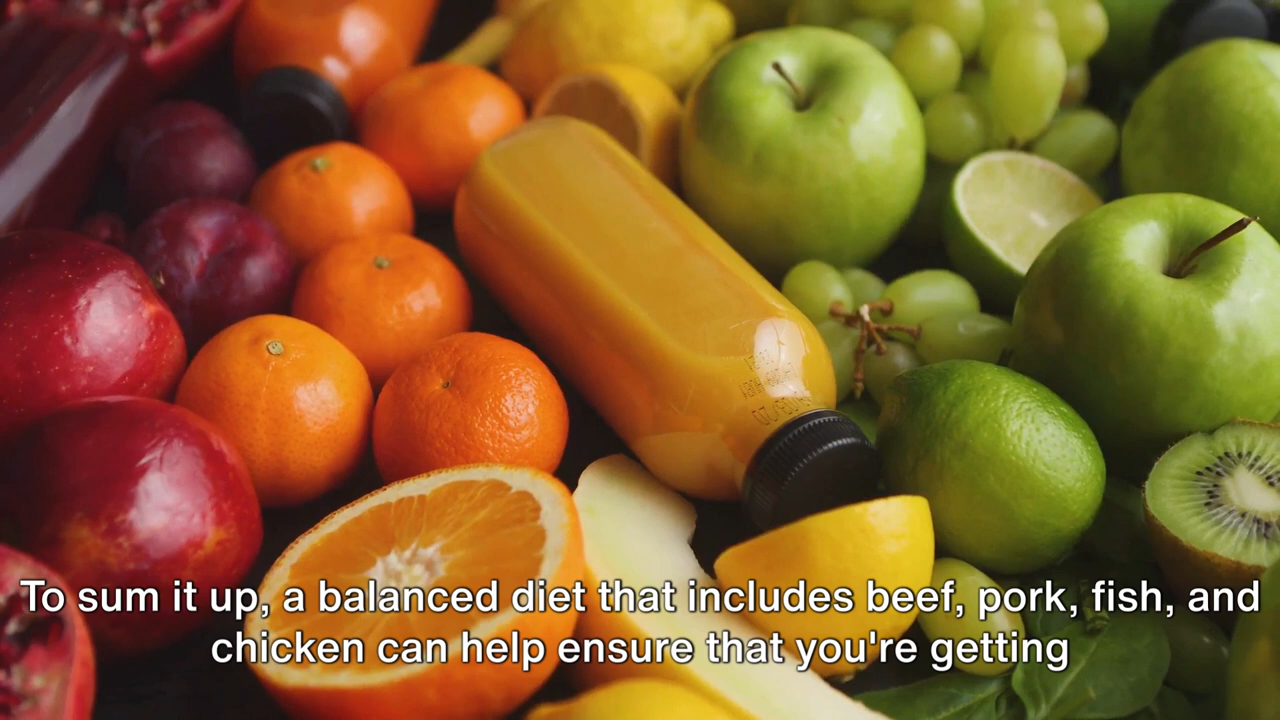 To sum it up, a balanced diet that includes beef, pork, fish, and
chicken can help ensure that you're getting